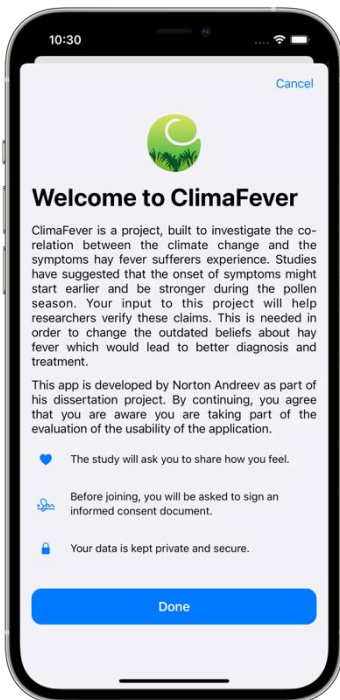 10:30
Cancel
Welcome to ClimaFever
ClimaFever is a project, built to investigate the co-
relation between the climate change and the
symptoms hay fever sufferers experience. Studies
have suggested that the onset of symptoms might
start earlier and be stronger during the pollen
season. Your input to this project will help
researchers verify these claims. This is needed in
order to change the outdated beliefs about hay
fever which would lead to better diagnosis and
treatment.
This app is developed by Norton Andreev as part of
his dissertation project. By continuing, you agree
that you are aware you are taking part of the
evaluation of the usability of the application.
The study will ask you to share how you feel.
Before joining, you will be asked to sign an
informed consent document.
Your data is kept private and secure.
Done